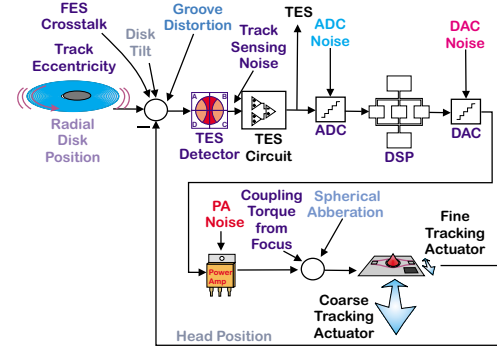 FES
Crosstalk
Disk
Tilt
Groove
Distortion
Track
Eccentricity
Radial
Disk
Position
A B
D C
TES
Detector
Track
Sensing
Noise
TES
TES
Circuit
ADC
Noise
ADC
DSP
DAC
Noise
DAC
PA
Noise
Power
Amp
Coupling
Torque
from
Focus
Spherical
Abberation
Fine
Tracking
Actuator
Coarse
Tracking
Actuator
Head Position